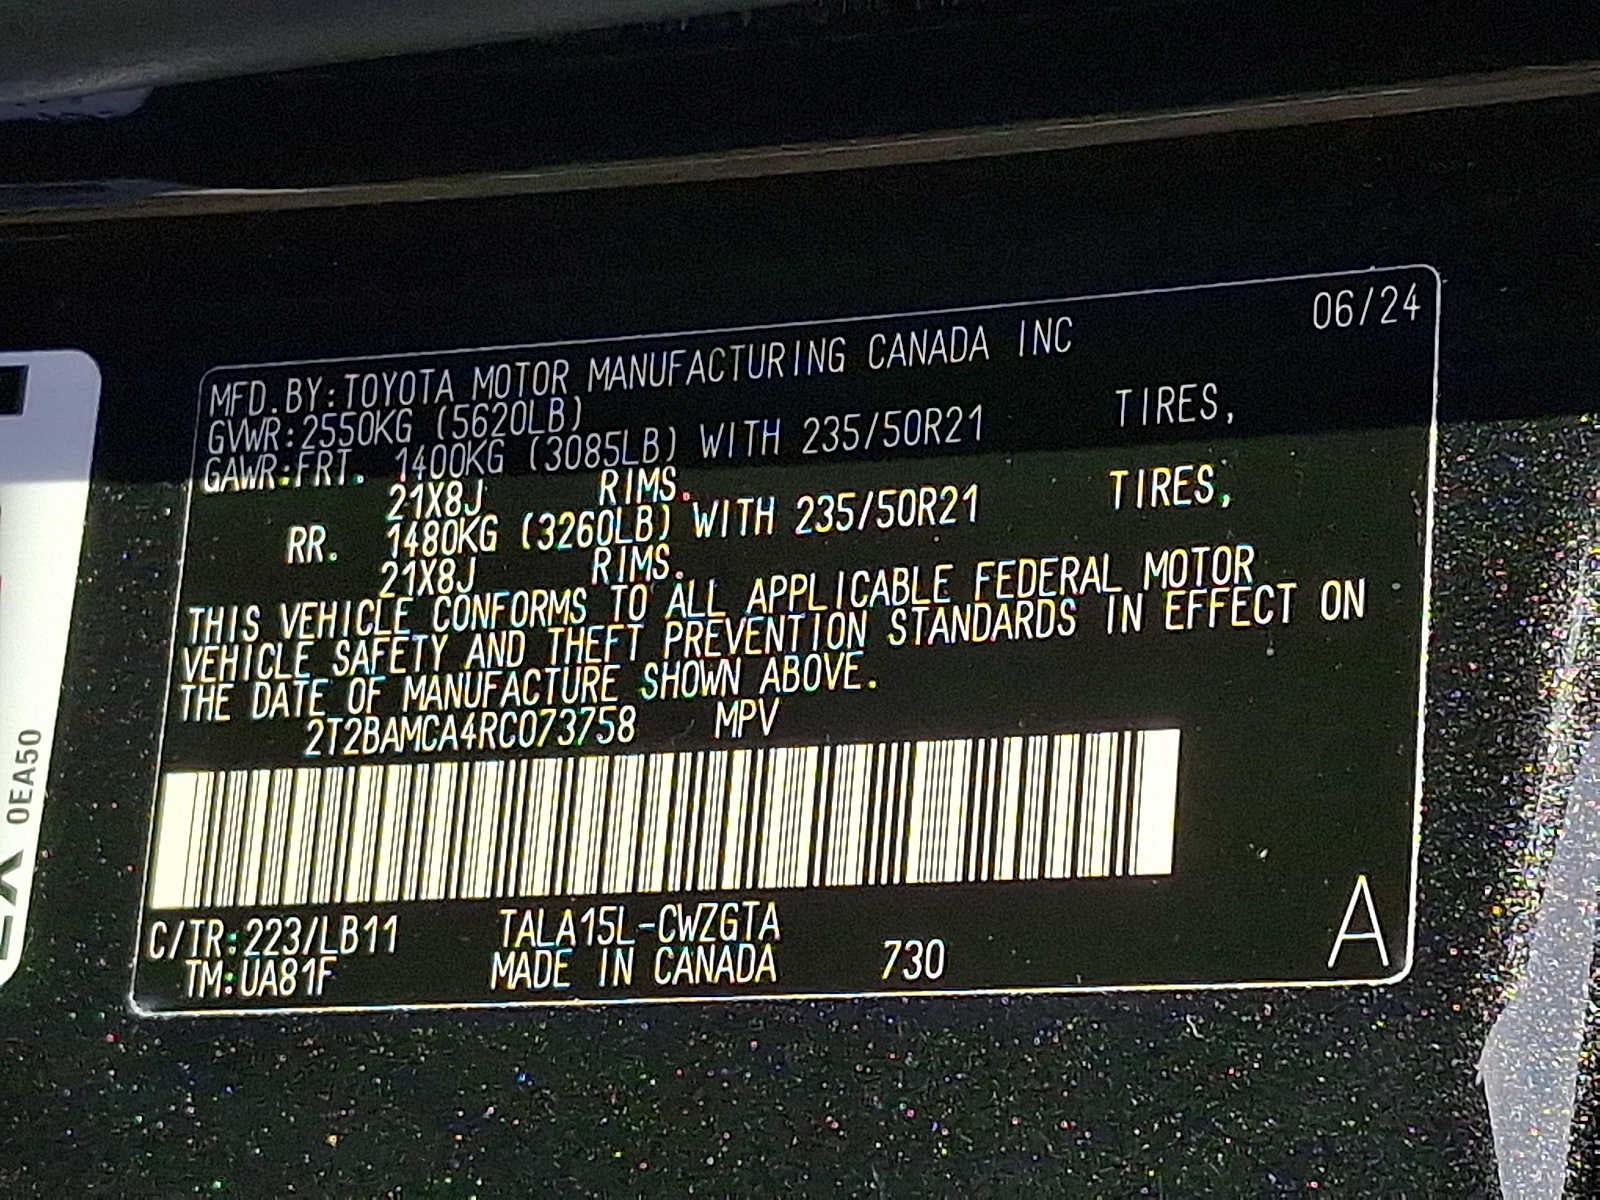 06/24
MFD.BY:TOYOTA MOTOR MANUFACTURING CANADA INC
GVWR:2550KG (5620LB)
GAWR:FRT. 1400KG (3085LB) WITH 235/50R21 TIRES,
21X8J RIMS.
RR. 1480KG (3260LB) WITH 235/50R21 TIRES,
21X8J RIMS.
THIS VEHICLE CONFORMS TO ALL APPLICABLE FEDERAL MOTOR
VEHICLE SAFETY AND THEFT PREVENTION STANDARDS IN EFFECT ON
THE DATE OF MANUFACTURE SHOWN ABOVE.
2T2BAMCA4RC073758 MPV
C/TR:223/LB11 TALA15L-CWZGTA
TM:UA81F MADE IN CANADA 730
A
0EA50